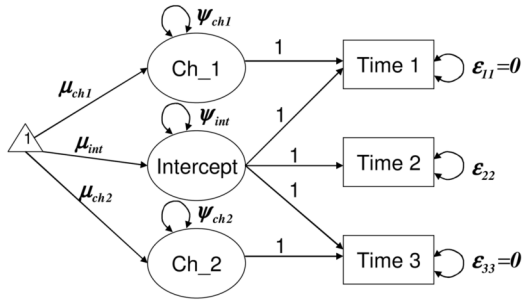 ψch1
1
Ch_1
Time 1
ε11=0
μch1
ψint
1
1
μint
Intercept
1
Time 2
ε22
μch2
ψch2
1
Ch_2
1
Time 3
ε33=0